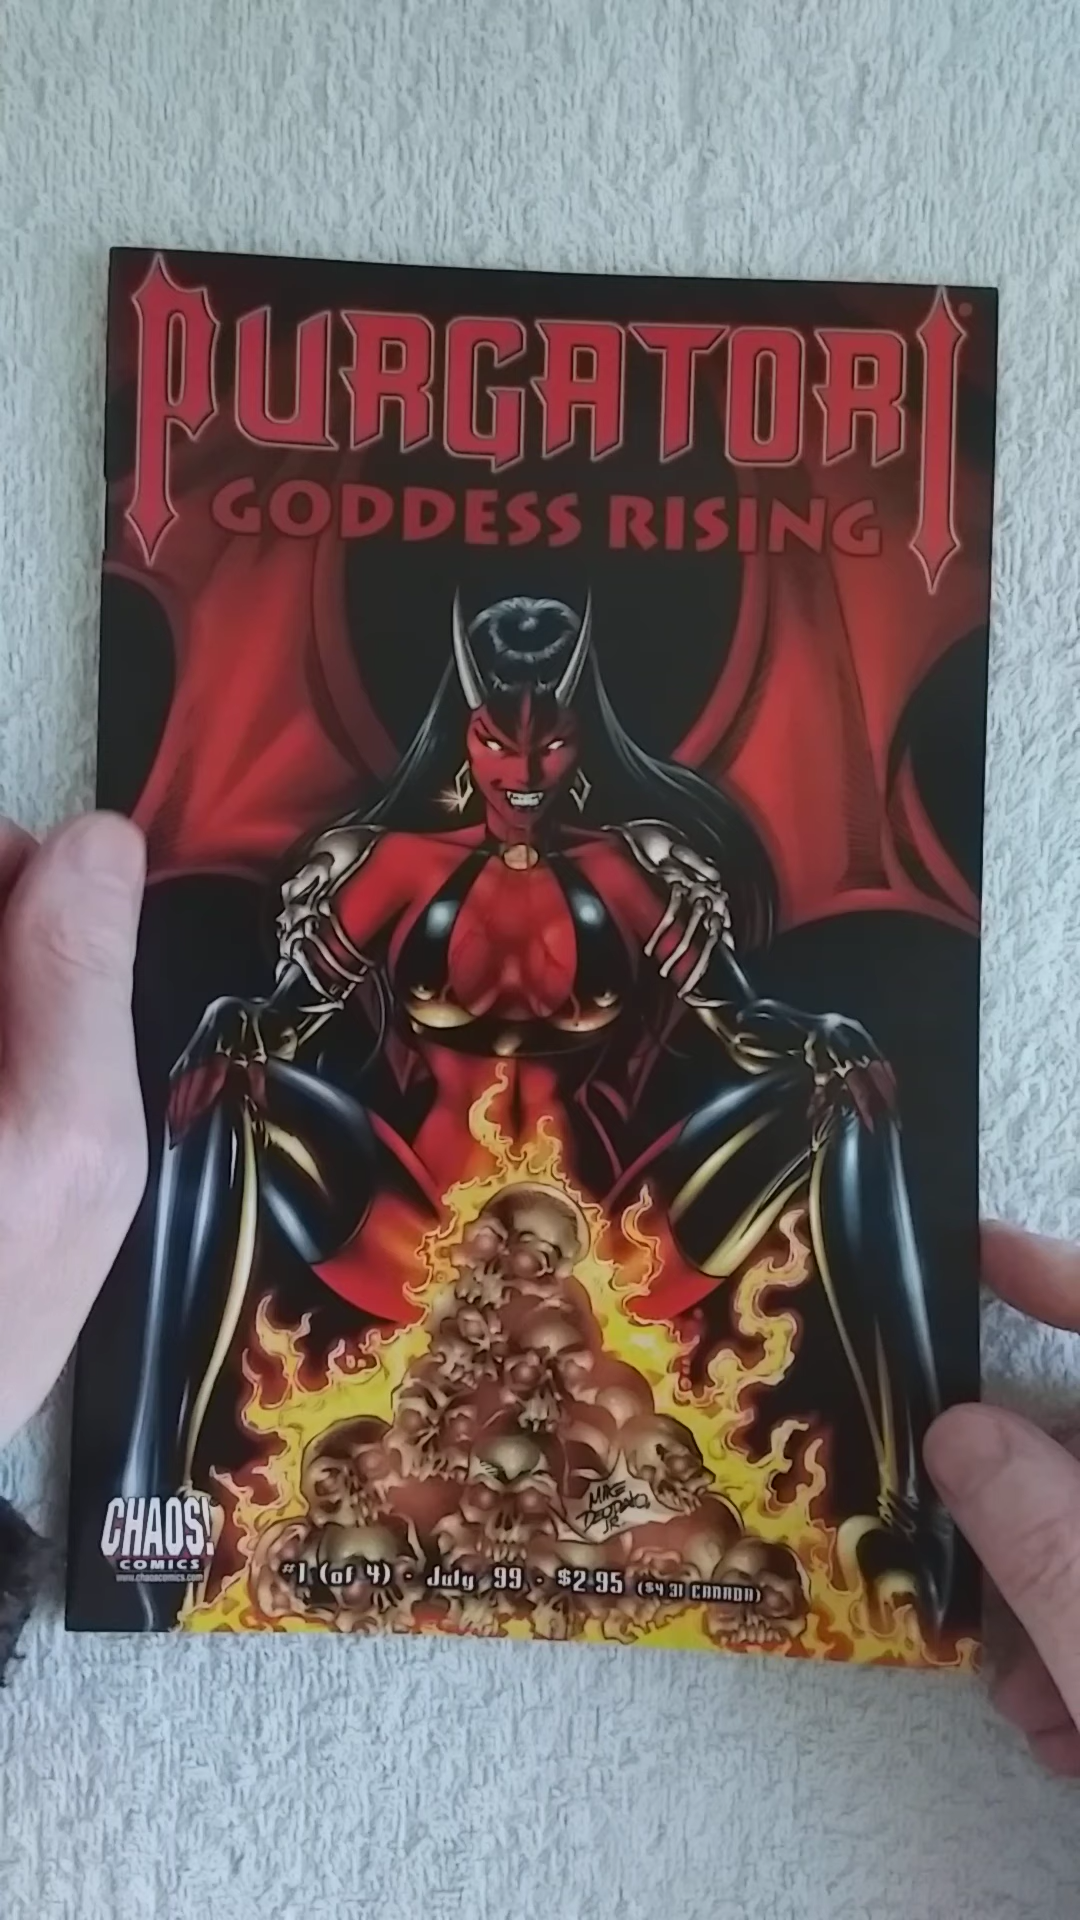 PURGATORI®
GODDESS RISING
MIKE
DEODATO
JR.
CHAOS!
COMICS
www.chaoscomics.com
#1 (of 4) - July 99 - $2.95 ($4.31 CANADA)